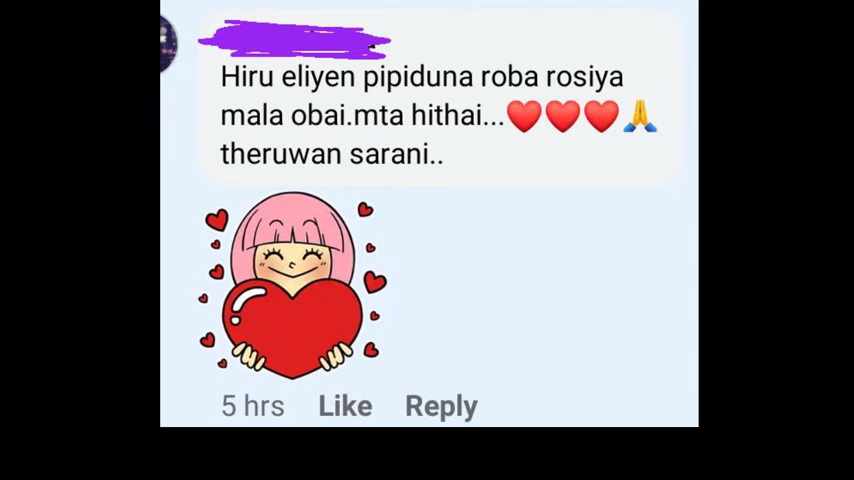 Hiru eliyen pipiduna roba rosiya
mala obai.mta hithai...❤️❤️❤️🙏
theruwan sarani..
5 hrs Like Reply